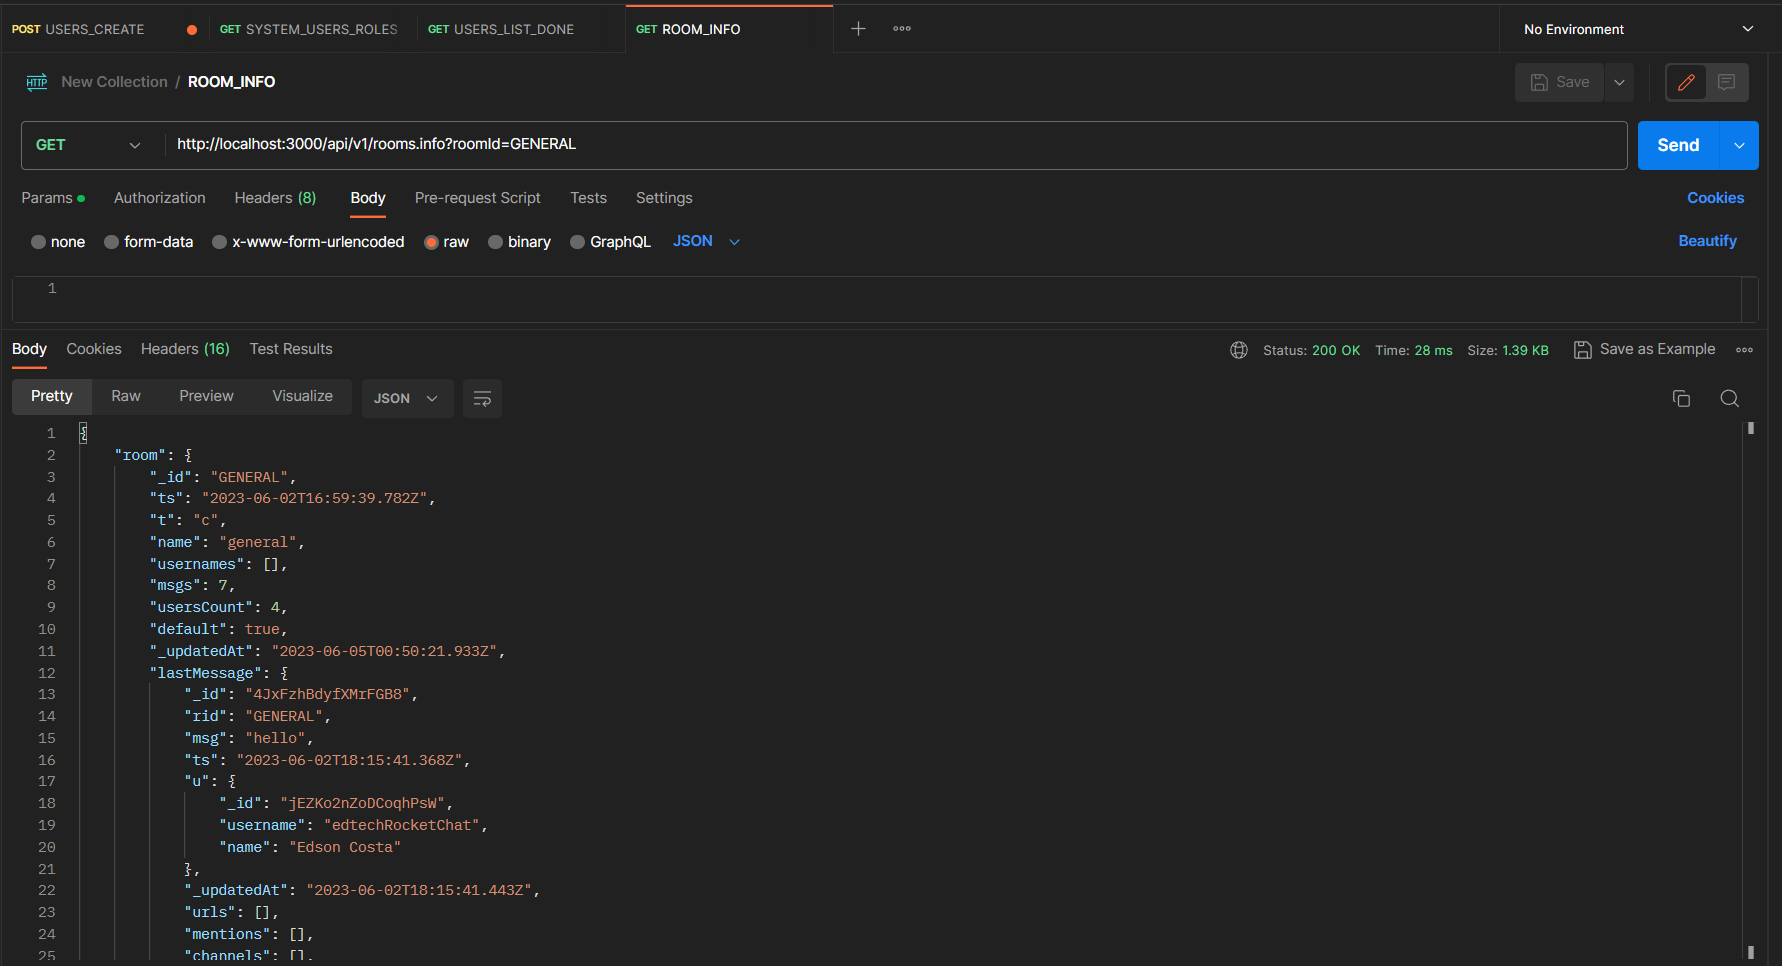 POST USERS_CREATE GET SYSTEM_USERS_ROLES GET USERS_LIST_DONE GET ROOM_INFO No Environment
HTTP New Collection / ROOM_INFO Save
GET http://localhost:3000/api/v1/rooms.info?roomId=GENERAL Send
Params Authorization Headers (8) Body Pre-request Script Tests Settings Cookies
none form-data x-www-form-urlencoded raw binary GraphQL JSON Beautify
1
Body Cookies Headers (16) Test Results Status: 200 OK Time: 28 ms Size: 1.39 KB Save as Example
Pretty Raw Preview Visualize JSON
1 {
2 "room": {
3 "_id": "GENERAL",
4 "ts": "2023-06-02T16:59:39.782Z",
5 "t": "c",
6 "name": "general",
7 "usernames": [],
8 "msgs": 7,
9 "usersCount": 4,
10 "default": true,
11 "_updatedAt": "2023-06-05T00:50:21.933Z",
12 "lastMessage": {
13 "_id": "4JxFzhBdyfXMrFGB8",
14 "rid": "GENERAL",
15 "msg": "hello",
16 "ts": "2023-06-02T18:15:41.368Z",
17 "u": {
18 "_id": "jEZKo2nZoDCoqhPsW",
19 "username": "edtechRocketChat",
20 "name": "Edson Costa"
21 },
22 "_updatedAt": "2023-06-02T18:15:41.443Z",
23 "urls": [],
24 "mentions": [],
25 "channels": [],